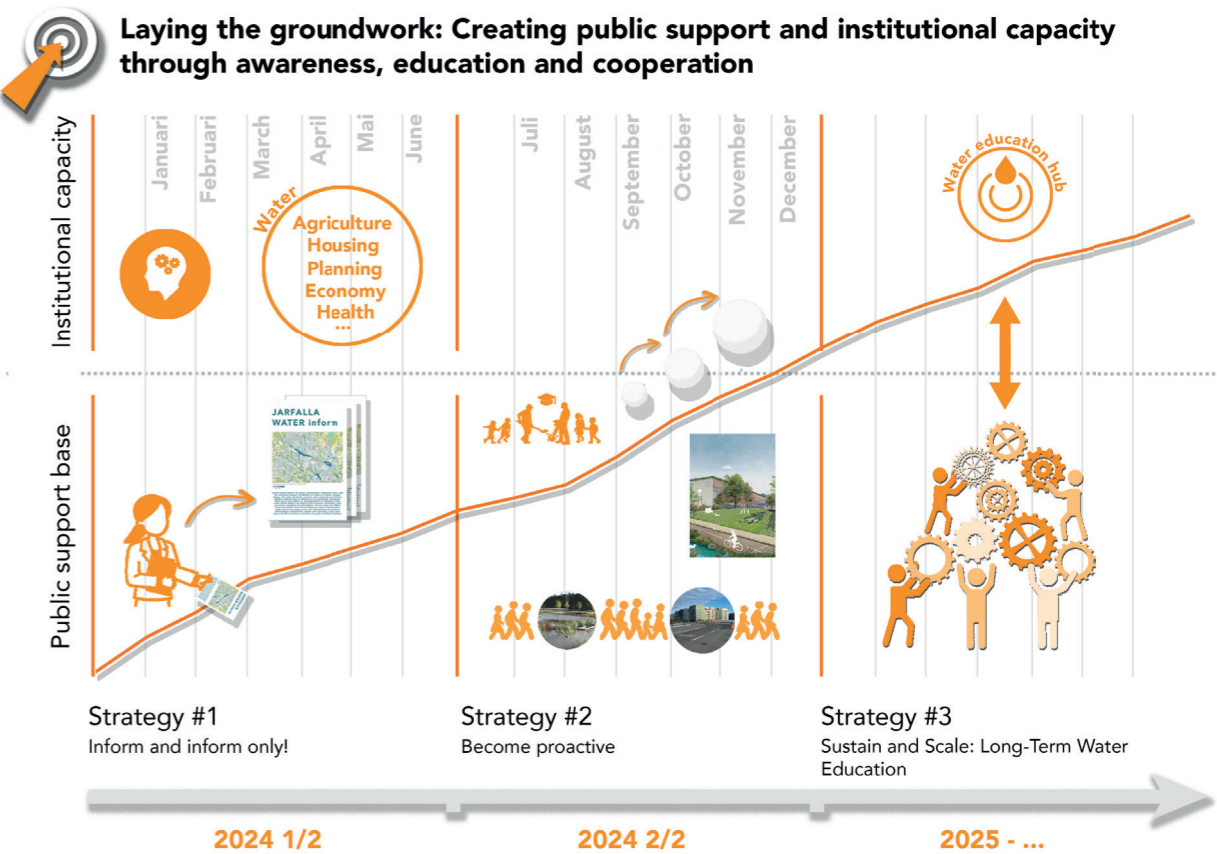 Laying the groundwork: Creating public support and institutional capacity
through awareness, education and cooperation
Institutional capacity
Public support base
Januari
Februari
March
April
Mai
June
Juli
August
September
October
November
December
Water
Agriculture
Housing
Planning
Economy
Health
...
Water education hub
JARFALLA
WATER inform
Strategy #1
Inform and inform only!
Strategy #2
Become proactive
Strategy #3
Sustain and Scale: Long-Term Water
Education
2024 1/2
2024 2/2
2025 - ...